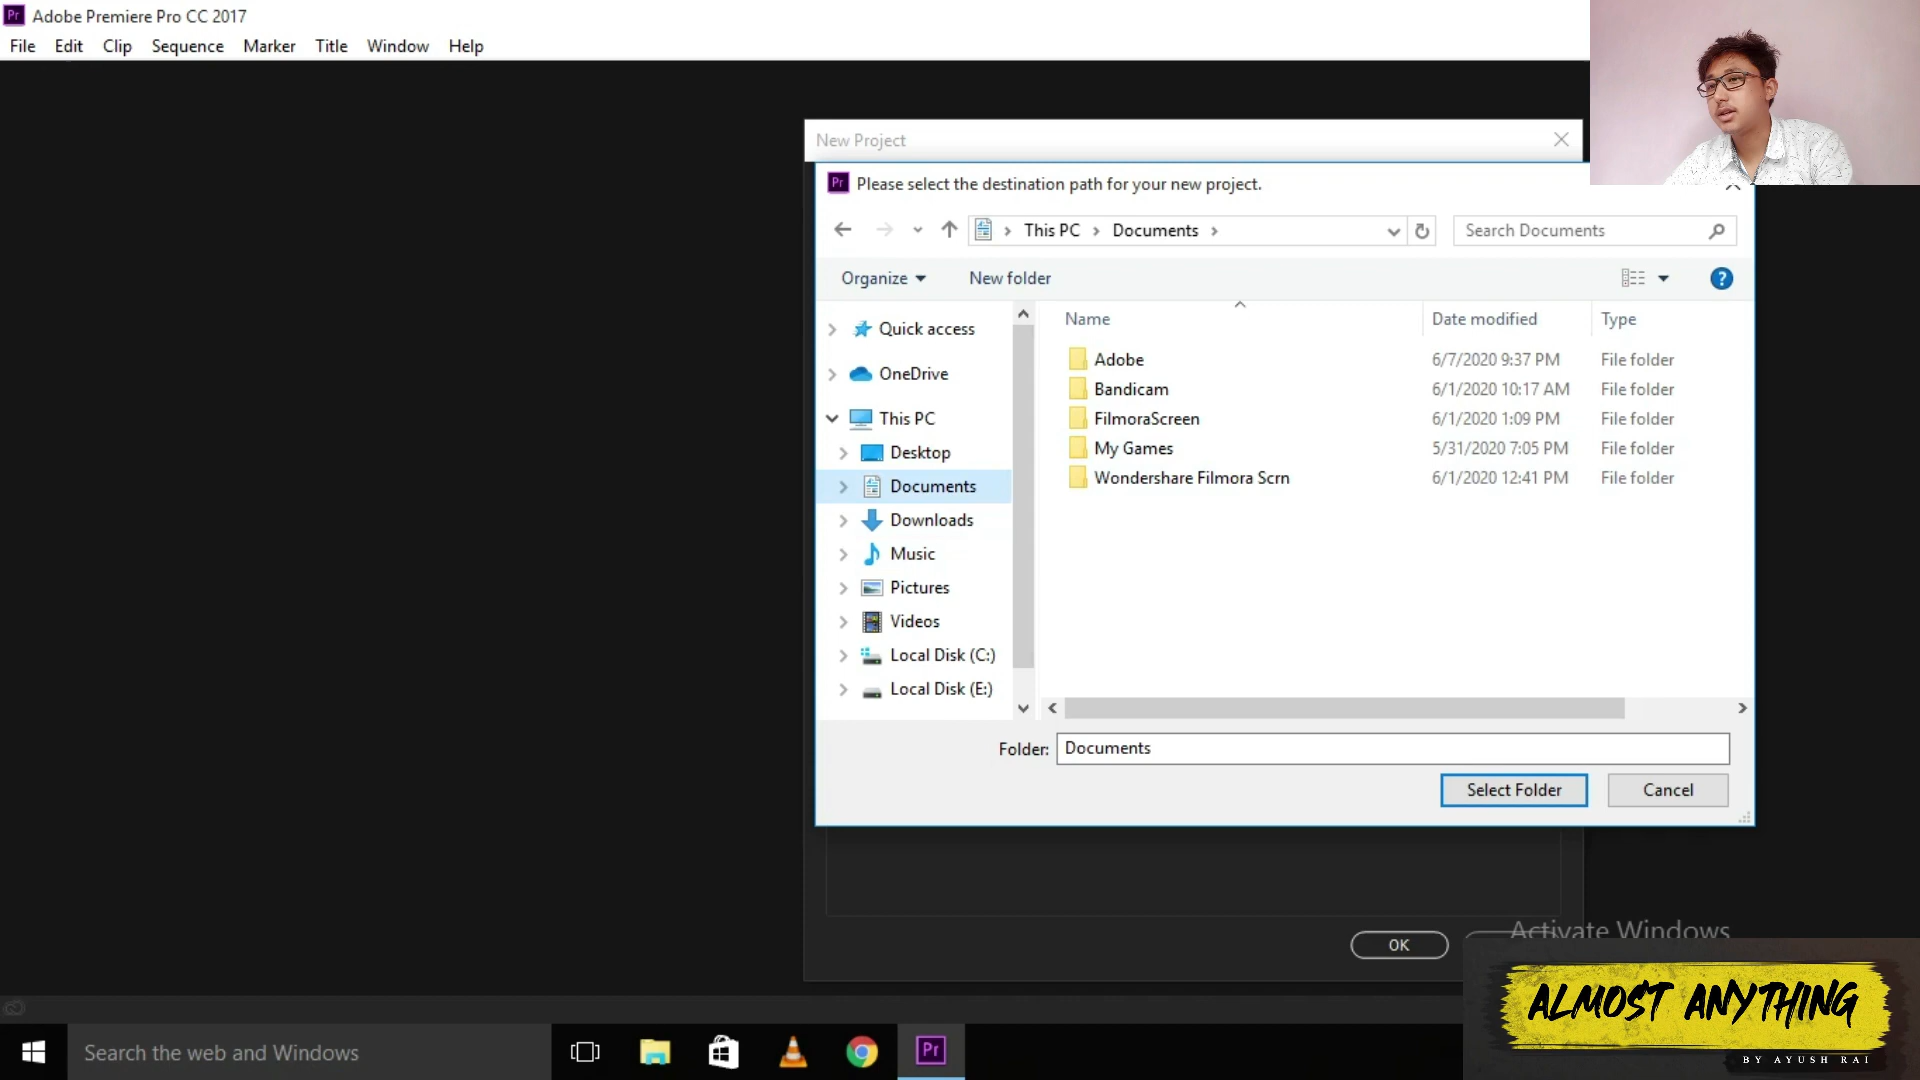 Pr Adobe Premiere Pro CC 2017
File Edit Clip Sequence Marker Title Window Help
New Project
Pr Please select the destination path for your new project.
This PC Documents
Search Documents
Organize New folder
?
Name Date modified Type
Quick access
OneDrive
This PC
Desktop
Documents
Downloads
Music
Pictures
Videos
Local Disk (C:)
Local Disk (E:)
Adobe 6/7/2020 9:37 PM File folder
Bandicam 6/1/2020 10:17 AM File folder
FilmoraScreen 6/1/2020 1:09 PM File folder
My Games 5/31/2020 7:05 PM File folder
Wondershare Filmora Scrn 6/1/2020 12:41 PM File folder
Folder: Documents
Select Folder Cancel
OK
Activate Windows
ALMOST ANYTHING
BY AYUSH RAI
Search the web and Windows
Pr